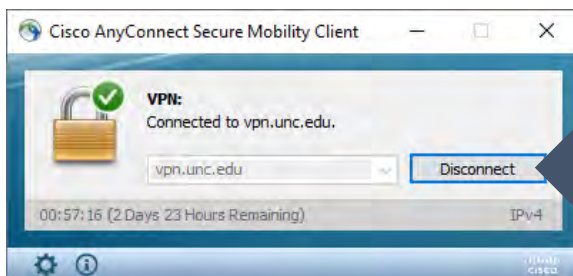 Cisco AnyConnect Secure Mobility Client
VPN:
Connected to vpn.unc.edu.
vpn.unc.edu
Disconnect
00:57:16 (2 Days 23 Hours Remaining)
IPv4
cisco